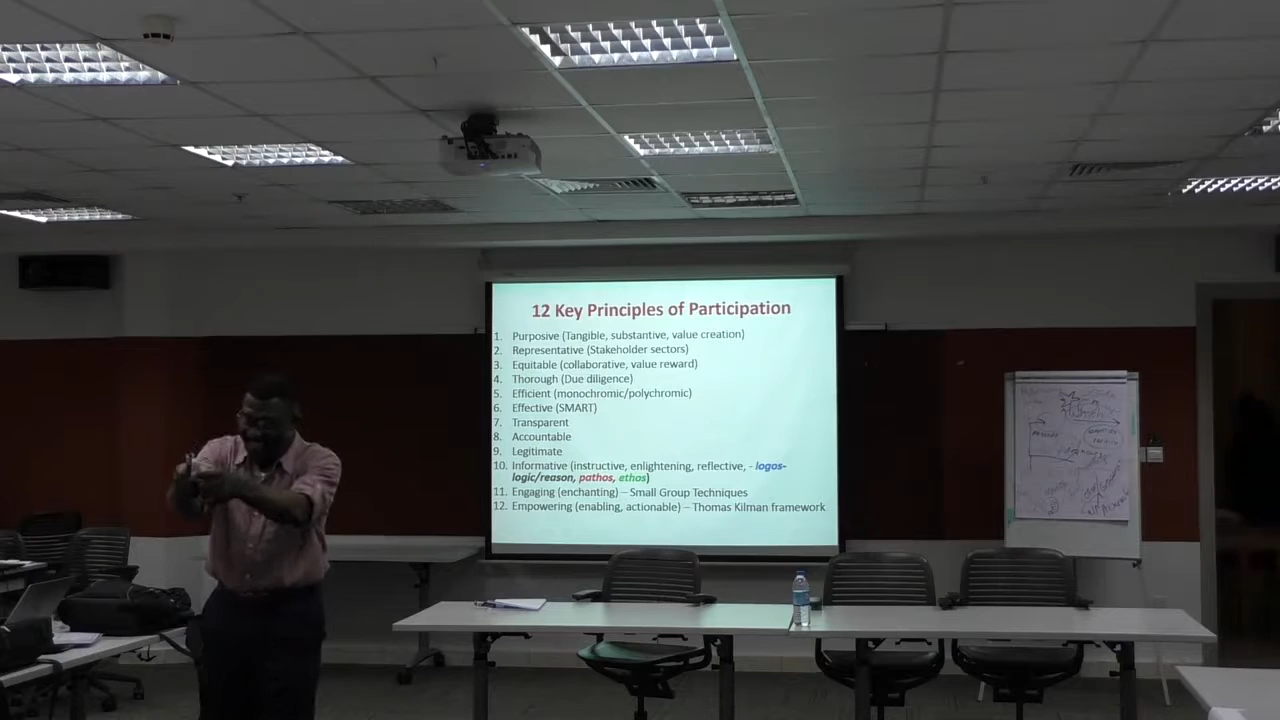 12 Key Principles of Participation
1. Purposive (Tangible, substantive, value creation)
2. Representative (Stakeholder sectors)
3. Equitable (collaborative, value reward)
4. Thorough (Due diligence)
5. Efficient (monochromic/polychromic)
6. Effective (SMART)
7. Transparent
8. Accountable
9. Legitimate
10. Informative (instructive, enlightening, reflective, - logos-
logic/reason, pathos, ethos)
11. Engaging (enchanting) – Small Group Techniques
12. Empowering (enabling, actionable) – Thomas Kilman framework